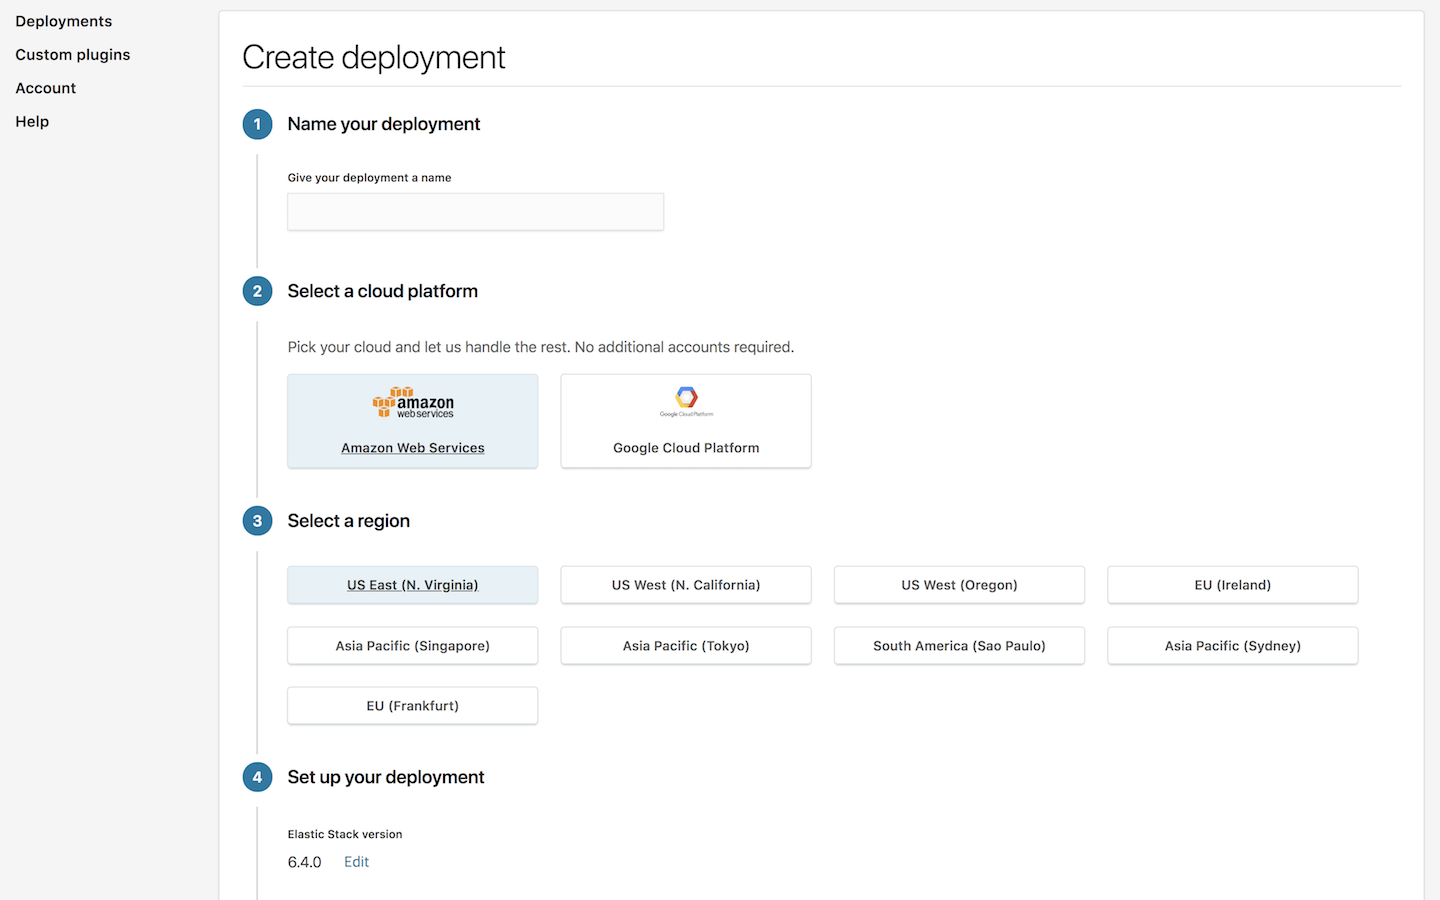 Deployments
Custom plugins
Account
Help
Create deployment
1 Name your deployment
Give your deployment a name
2 Select a cloud platform
Pick your cloud and let us handle the rest. No additional accounts required.
amazon
webservices
Amazon Web Services
Google Cloud Platform
Google Cloud Platform
3 Select a region
US East (N. Virginia) US West (N. California) US West (Oregon) EU (Ireland)
Asia Pacific (Singapore) Asia Pacific (Tokyo) South America (Sao Paulo) Asia Pacific (Sydney)
EU (Frankfurt)
4 Set up your deployment
Elastic Stack version
6.4.0 Edit